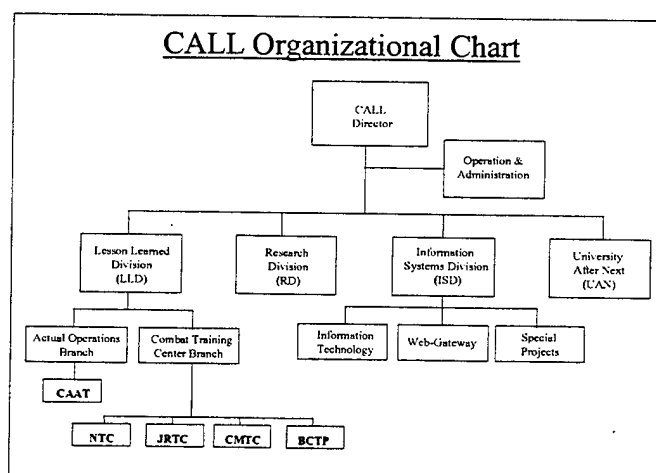 CALL Organizational Chart
CALL
Director
Operation &
Administration
Lesson Learned
Division
(LLD)
Research
Division
(RD)
Information
Systems Division
(ISD)
University
After Next
(UAN)
Actual Operations
Branch
Combat Training
Center Branch
Information
Technology
Web-Gateway
Special
Projects
CAAT
NTC
JRTC
CMTC
BCTP